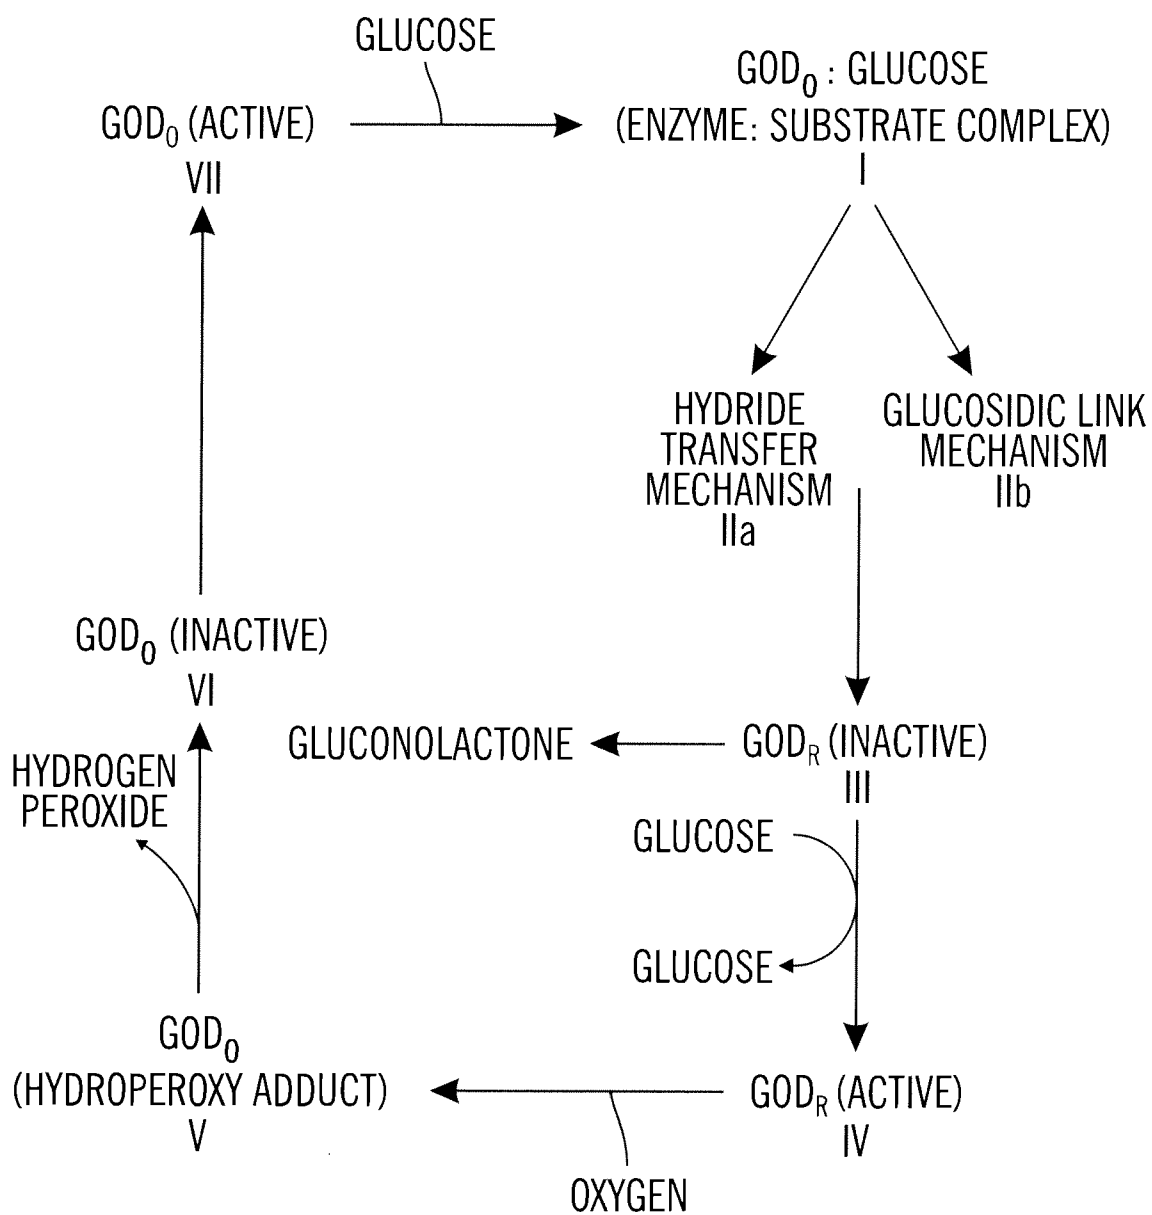 GLUCOSE
GOD₀ (ACTIVE)
VII
GOD₀ : GLUCOSE
(ENZYME: SUBSTRATE COMPLEX)
I
HYDRIDE
TRANSFER
MECHANISM
IIa
GLUCOSIDIC LINK
MECHANISM
IIb
GOD₀ (INACTIVE)
VI
GLUCONOLACTONE
GODR (INACTIVE)
III
HYDROGEN
PEROXIDE
GLUCOSE
GLUCOSE
GOD₀
(HYDROPEROXY ADDUCT)
V
GODR (ACTIVE)
IV
OXYGEN